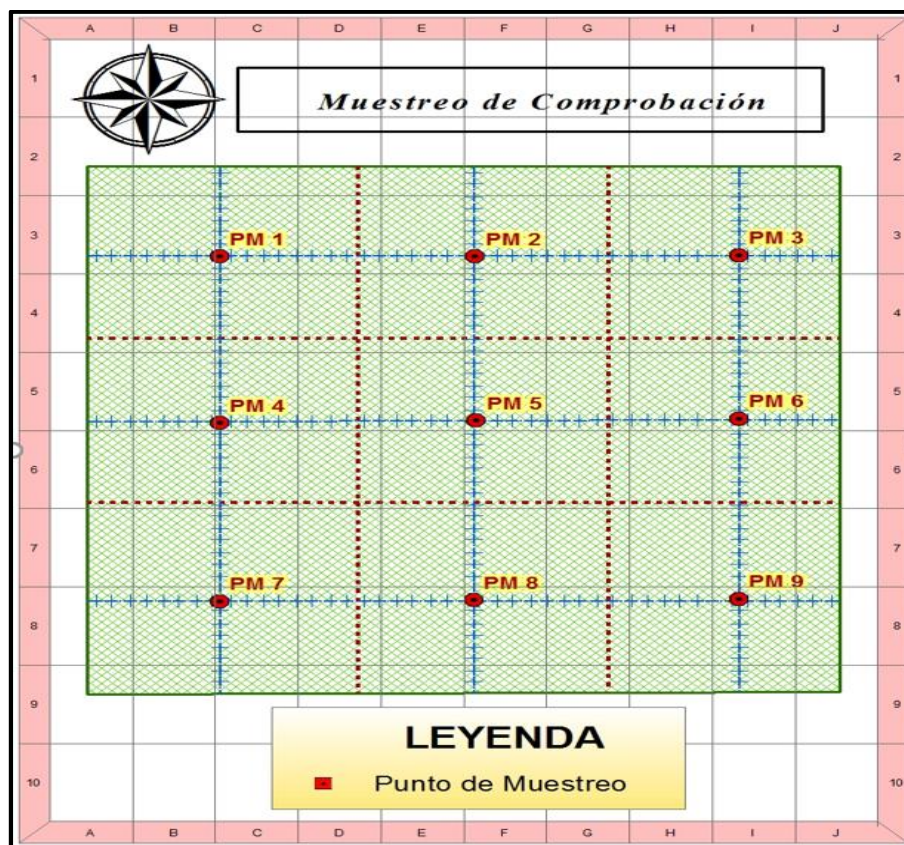 A B C D E F G H I J
1 1
Muestreo de Comprobación
2 2
PM 1 PM 2 PM 3
3 3
4 4
5 5
PM 4 PM 5 PM 6
6 6
7 7
PM 7 PM 8 PM 9
8 8
9 9
LEYENDA
10 Punto de Muestreo 10
A B C D E F G H I J